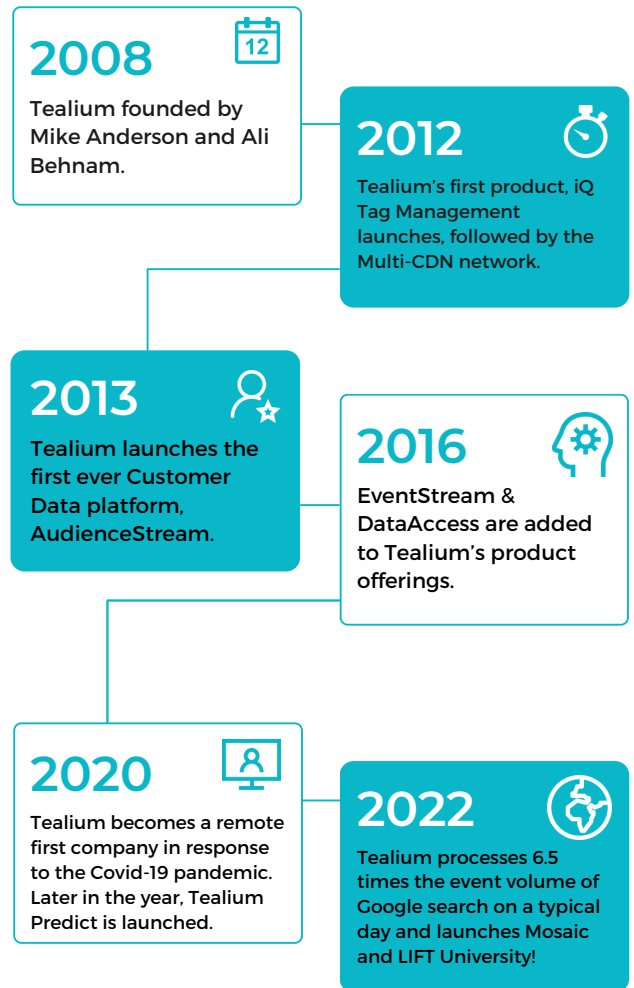 12
2008
Tealium founded by
Mike Anderson and Ali
Behnam.
2012
Tealium’s first product, iQ
Tag Management
launches, followed by the
Multi-CDN network.
2013
Tealium launches the
first ever Customer
Data platform,
AudienceStream.
2016
EventStream &
DataAccess are added
to Tealium’s product
offerings.
2020
Tealium becomes a remote
first company in response
to the Covid-19 pandemic.
Later in the year, Tealium
Predict is launched.
2022
Tealium processes 6.5
times the event volume of
Google search on a typical
day and launches Mosaic
and LIFT University!